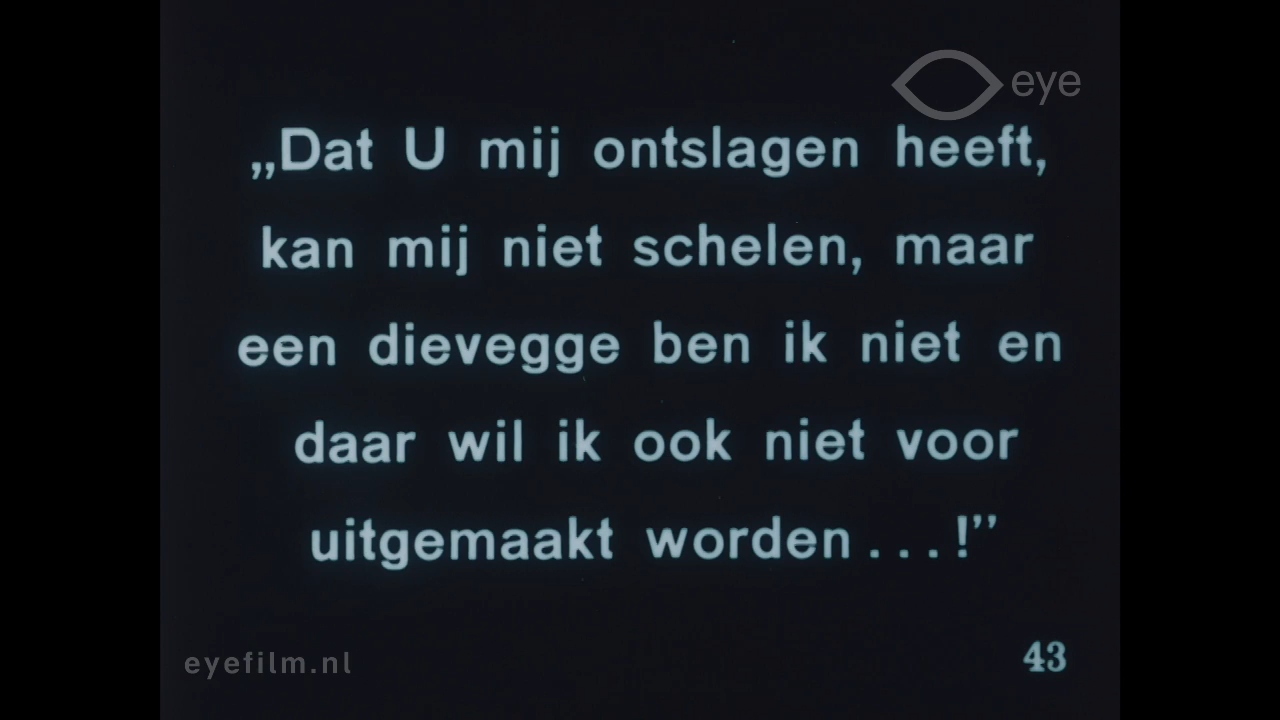 eye
„Dat U mij ontslagen heeft,
kan mij niet schelen, maar
een dievegge ben ik niet en
daar wil ik ook niet voor
uitgemaakt worden...!”
eyefilm.nl
43